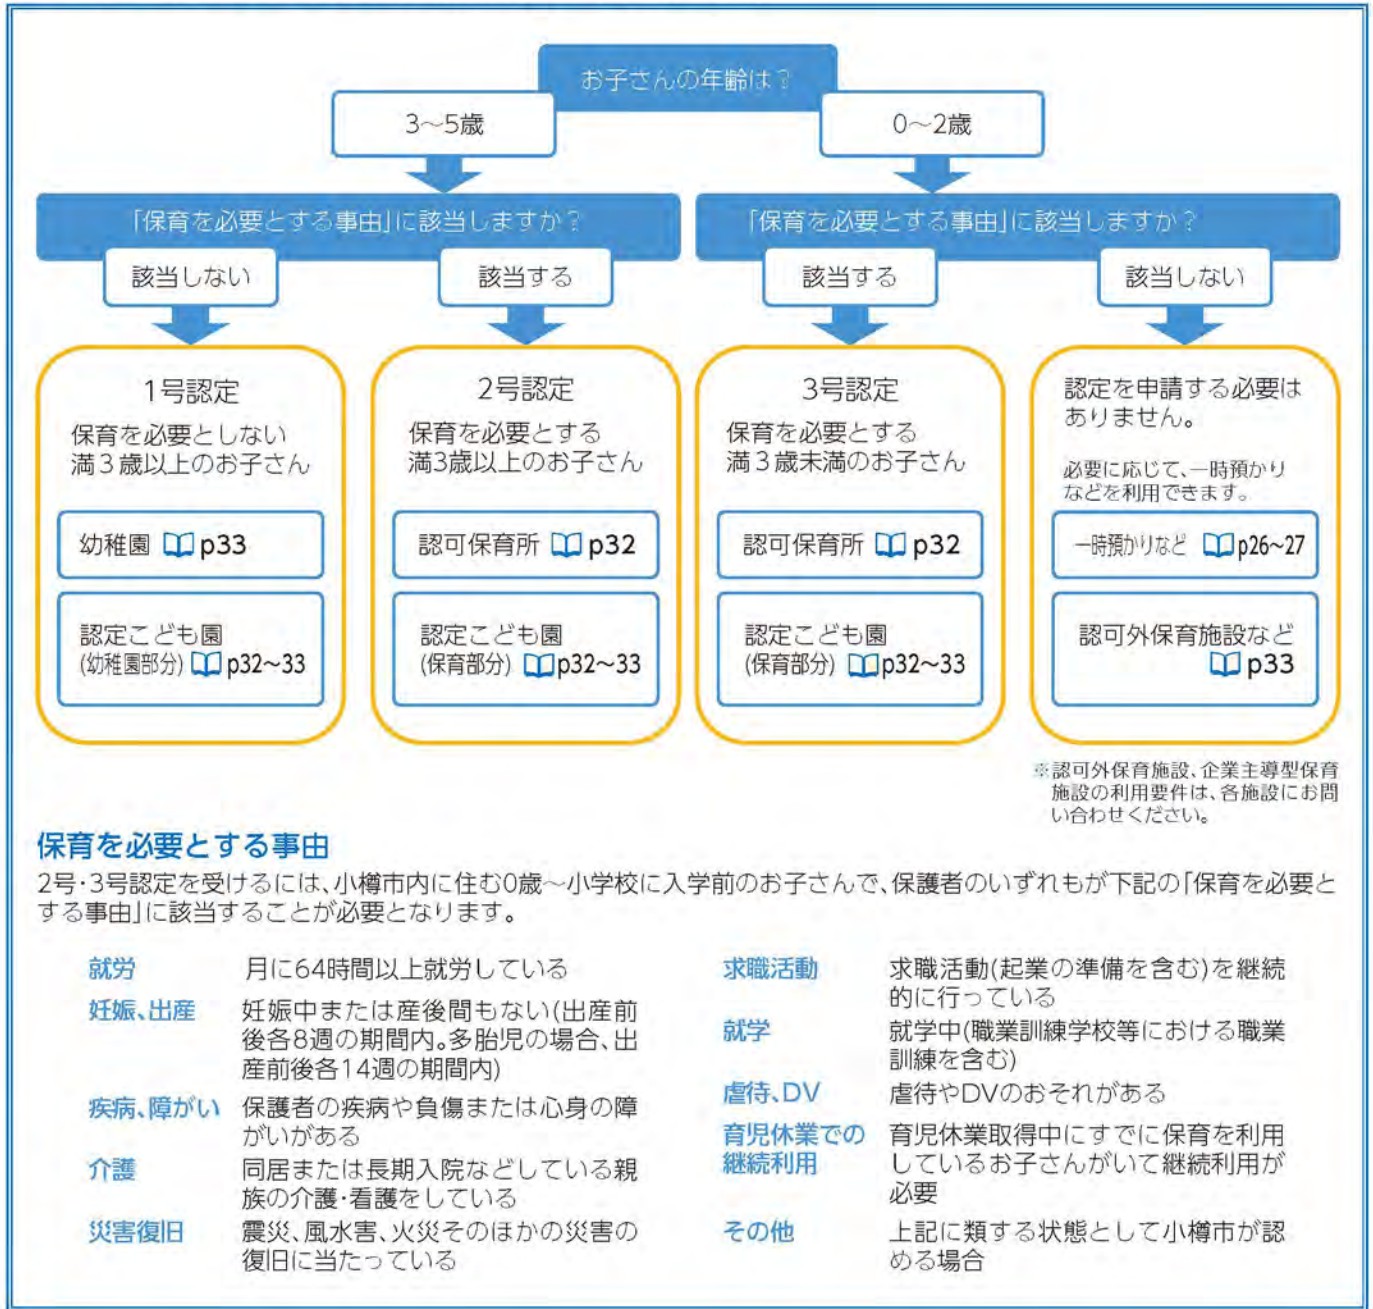 お子さんの年齢は？
3～5歳
0～2歳
「保育を必要とする事由」に該当しますか？
「保育を必要とする事由」に該当しますか？
該当しない
該当する
該当する
該当しない
1号認定
保育を必要としない
満３歳以上のお子さん
幼稚園 p33
認定こども園
(幼稚園部分) p32～33
2号認定
保育を必要とする
満3歳以上のお子さん
認可保育所 p32
認定こども園
(保育部分) p32～33
3号認定
保育を必要とする
満３歳未満のお子さん
認可保育所 p32
認定こども園
(保育部分) p32～33
認定を申請する必要は
ありません。
必要に応じて、一時預かり
などを利用できます。
一時預かりなど p26～27
認可外保育施設など
p33
※認可外保育施設、企業主導型保育
施設の利用要件は、各施設にお問
い合わせください。
保育を必要とする事由
2号・3号認定を受けるには、小樽市内に住む0歳～小学校に入学前のお子さんで、保護者のいずれもが下記の「保育を必要と
する事由」に該当することが必要となります。
就労 月に64時間以上就労している
妊娠、出産 妊娠中または産後間もない(出産前
後各8週の期間内。多胎児の場合、出
産前後各14週の期間内)
疾病、障がい 保護者の疾病や負傷または心身の障
がいがある
介護 同居または長期入院などしている親
族の介護・看護をしている
災害復旧 震災、風水害、火災そのほかの災害の
復旧に当たっている
求職活動 求職活動(起業の準備を含む)を継続
的に行っている
就学 就学中(職業訓練学校等における職業
訓練を含む)
虐待、DV 虐待やDVのおそれがある
育児休業での 育児休業取得中にすでに保育を利用
継続利用 しているお子さんがいて継続利用が
必要
その他 上記に類する状態として小樽市が認
める場合